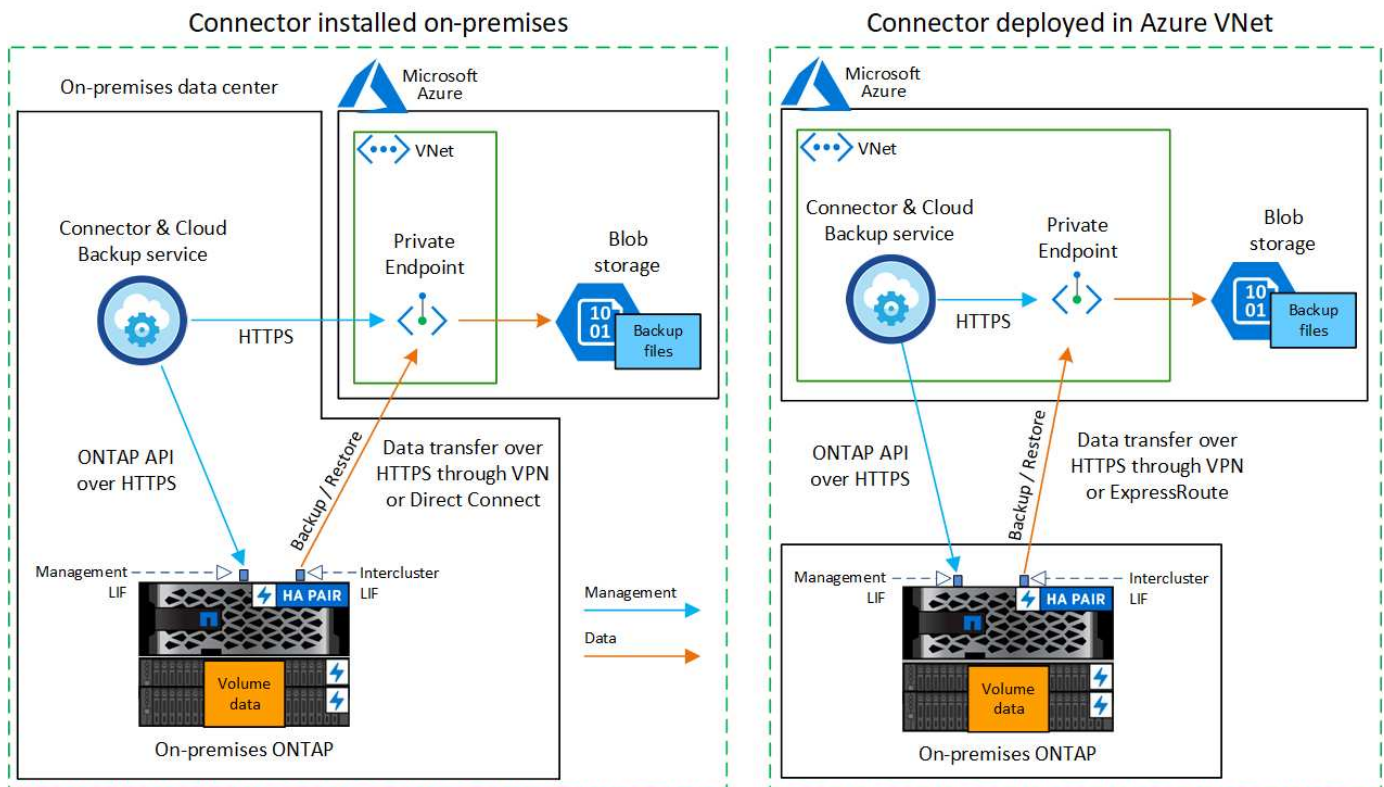 Connector installed on-premises
On-premises data center
Microsoft
Azure
VNet
Connector & Cloud
Backup service
Private
Endpoint
Blob
storage
10
01
Backup
files
HTTPS
ONTAP API
over HTTPS
Backup / Restore
Data transfer over
HTTPS through VPN
or Direct Connect
Management
LIF
Intercluster
LIF
HA PAIR
Volume
data
On-premises ONTAP
Management
Data
Connector deployed in Azure VNet
Microsoft
Azure
VNet
Connector & Cloud
Backup service
Private
Endpoint
Blob
storage
10
01
Backup
files
HTTPS
ONTAP API
over HTTPS
Backup / Restore
Data transfer over
HTTPS through VPN
or ExpressRoute
Management
LIF
Intercluster
LIF
HA PAIR
Volume
data
On-premises ONTAP